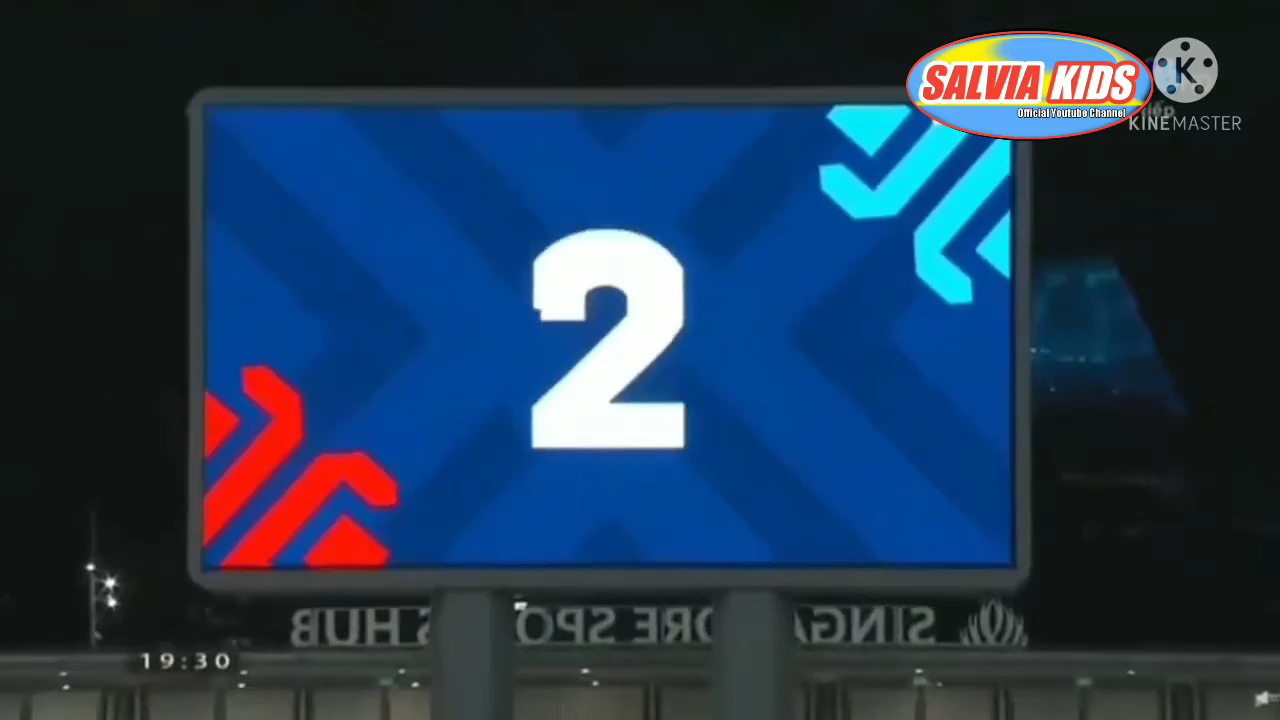 SALVIA KIDS
Official Youtube Channel
K
KINEMASTER
2
SINGAPORE SPORTS HUB
19:30